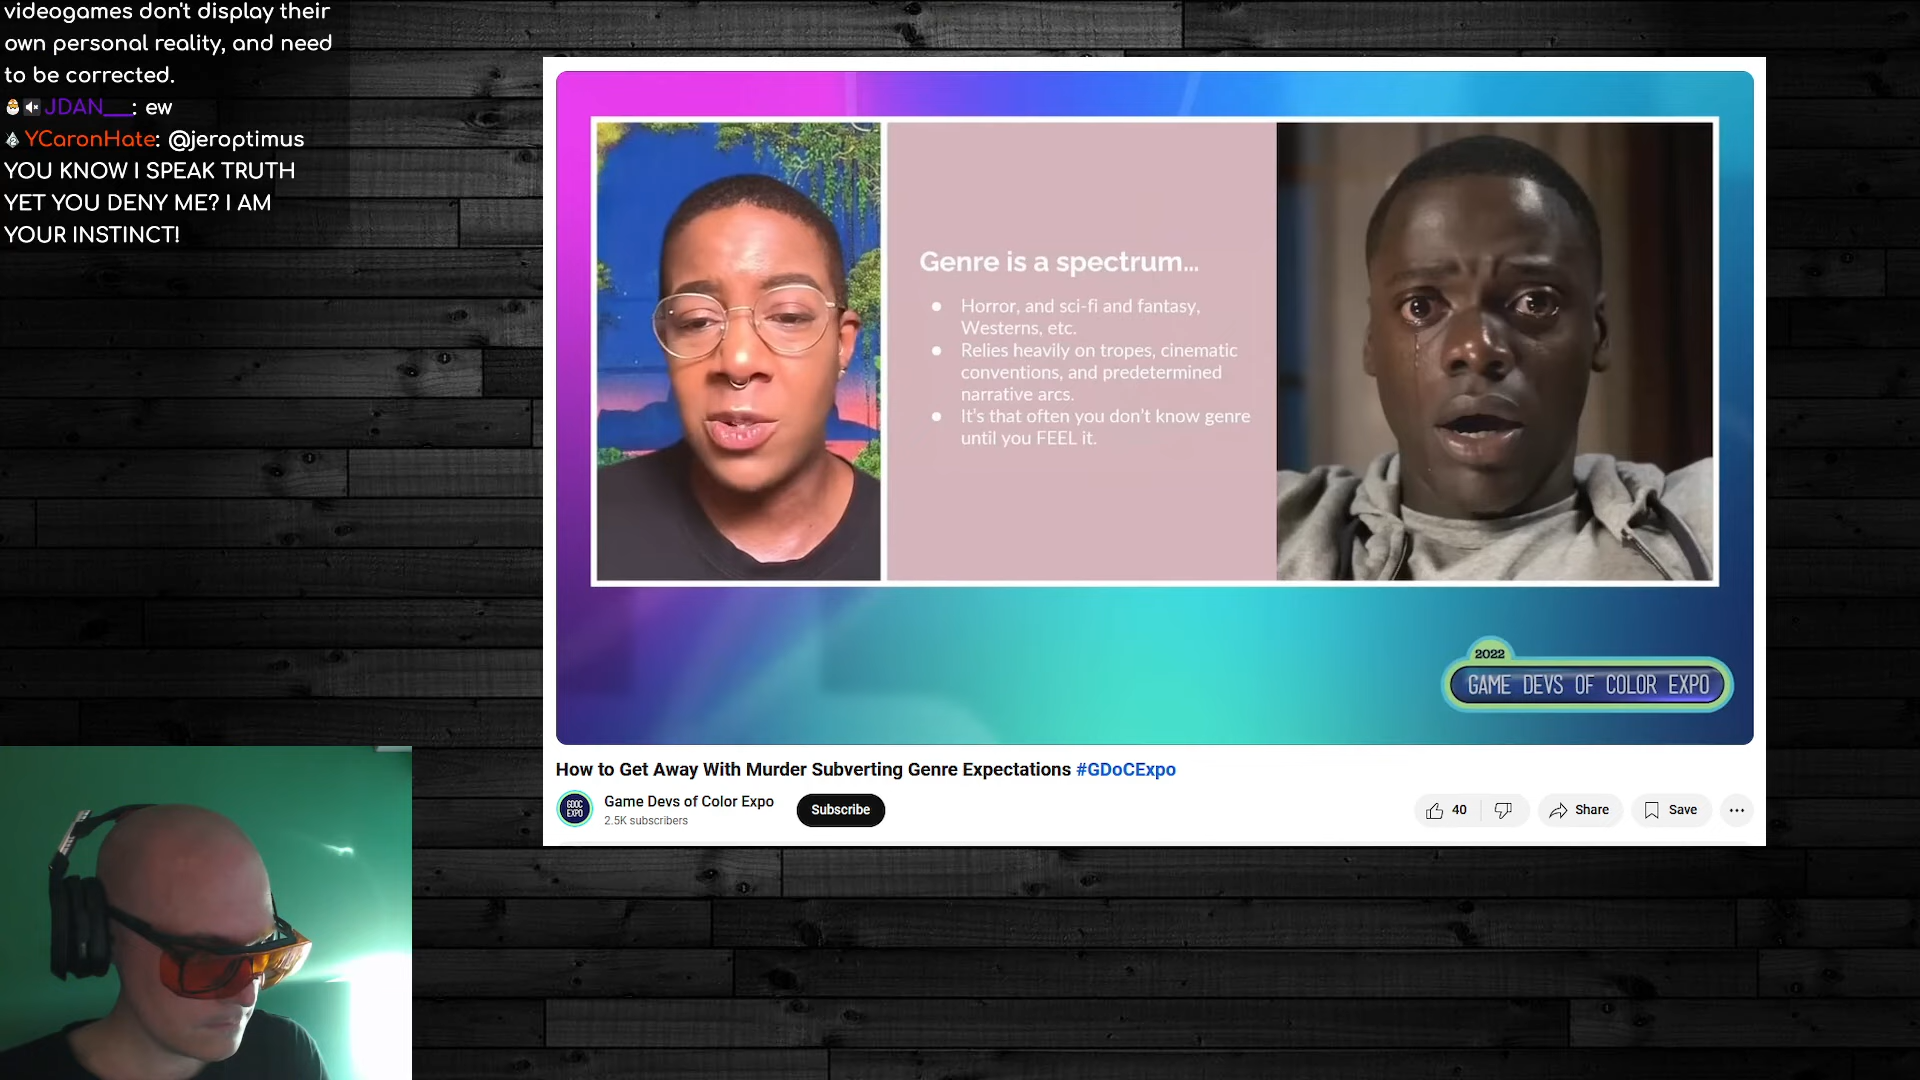 videogames don't display their
own personal reality, and need
to be corrected.
JDAN___: ew
YCaronHate: @jeroptimus
YOU KNOW I SPEAK TRUTH
YET YOU DENY ME? I AM
YOUR INSTINCT!
Genre is a spectrum...
Horror, and sci-fi and fantasy,
Westerns, etc.
Relies heavily on tropes, cinematic
conventions, and predetermined
narrative arcs.
It's that often you don't know genre
until you FEEL it.
2022
GAME DEVS OF COLOR EXPO
How to Get Away With Murder Subverting Genre Expectations #GDoCExpo
GDOC
EXPO
Game Devs of Color Expo
2.5K subscribers
Subscribe
40
Share
Save